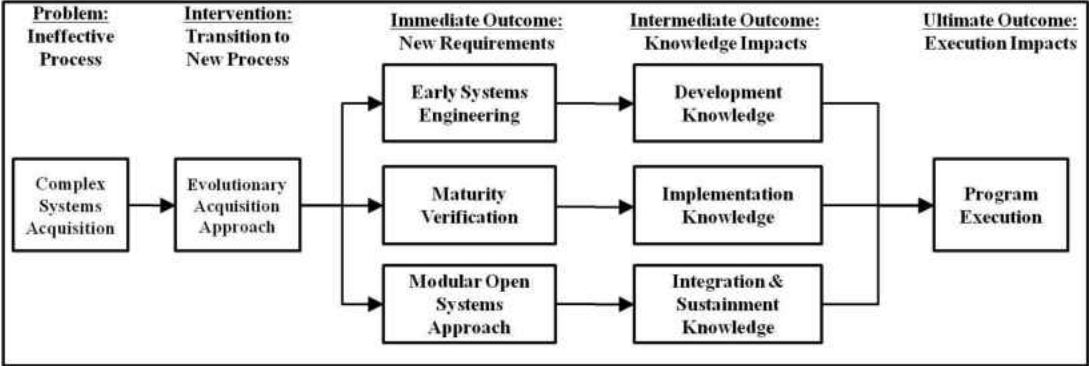 Problem:
Ineffective
Process
Intervention:
Transition to
New Process
Immediate Outcome:
New Requirements
Intermediate Outcome:
Knowledge Impacts
Ultimate Outcome:
Execution Impacts
Complex
Systems
Acquisition
Evolutionary
Acquisition
Approach
Early Systems
Engineering
Development
Knowledge
Maturity
Verification
Implementation
Knowledge
Modular Open
Systems
Approach
Integration &
Sustainment
Knowledge
Program
Execution